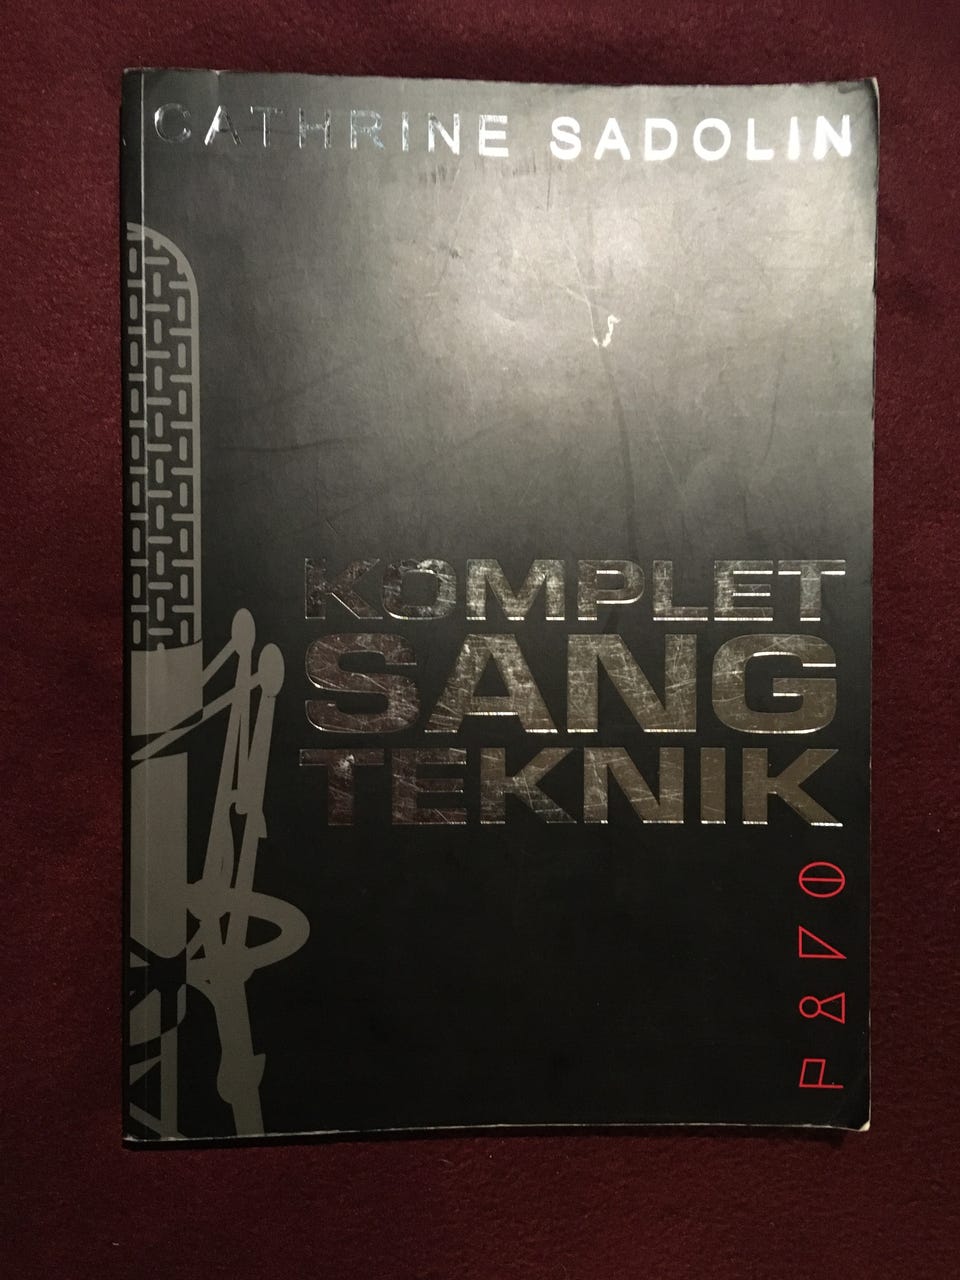 CATHRINE SADOLIN
KOMPLET
SANG
TEKNIK